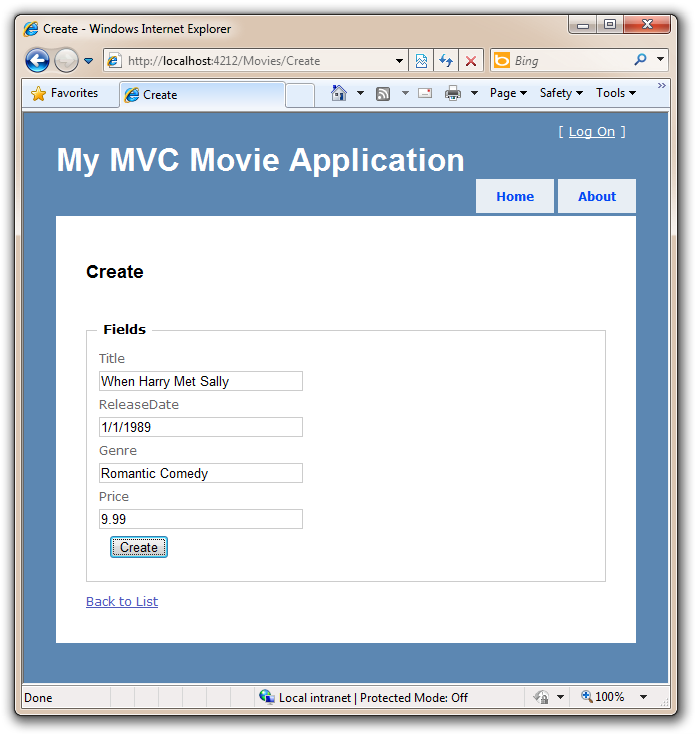 Create - Windows Internet Explorer
http://localhost:4212/Movies/Create
Bing
Favorites
Create
Page
Safety
Tools
»
[ Log On ]
My MVC Movie Application
Home
About
Create
Fields
Title
When Harry Met Sally
ReleaseDate
1/1/1989
Genre
Romantic Comedy
Price
9.99
Create
Back to List
Done
Local intranet | Protected Mode: Off
100%